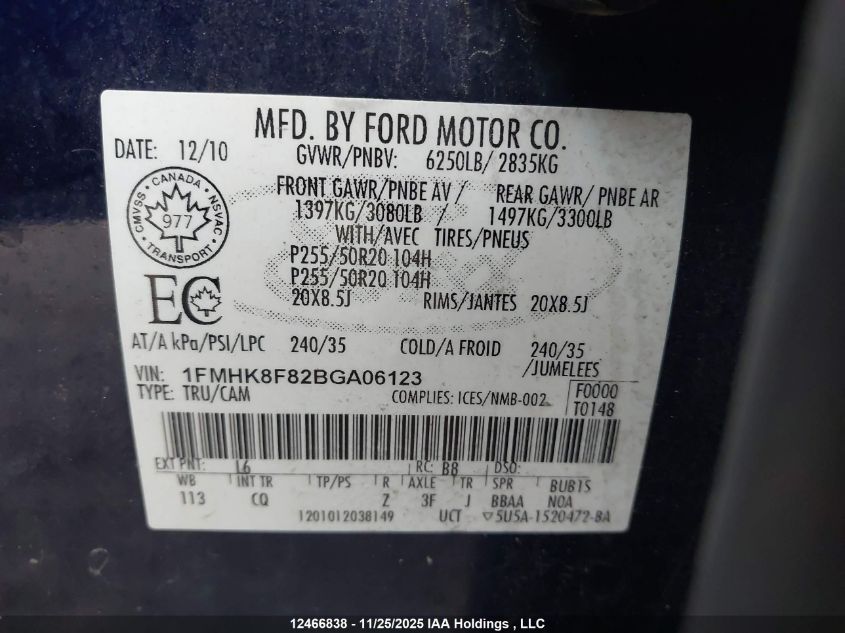 MFD. BY FORD MOTOR CO.
DATE: 12/10 GVWR/PNBV: 6250LB/ 2835KG
FRONT GAWR/PNBE AV / REAR GAWR/ PNBE AR
1397KG/3080LB / 1497KG/3300LB
WITH/AVEC TIRES/PNEUS
P255/50R20 104H
P255/50R20 104H
20X8.5J RIMS/JANTES 20X8.5J
CANADA
CMVSS 977 NSVAC
TRANSPORT
EC
AT/A kPa/PSI/LPC 240/35 COLD/A FROID 240/35
/JUMELEES
VIN: 1FMHK8F82BGA06123
TYPE: TRU/CAM COMPLIES: ICES/NMB-002 F0000
T0148
EXT PNT: L6 RC: B8 DSO:
WB INT TR TP/PS R AXLE TR SPR BUB1S
113 CQ Z 3F J BBAA NOA
1201012038149 UCT ▽5U5A-1520472-BA
12466838 - 11/25/2025 IAA Holdings , LLC